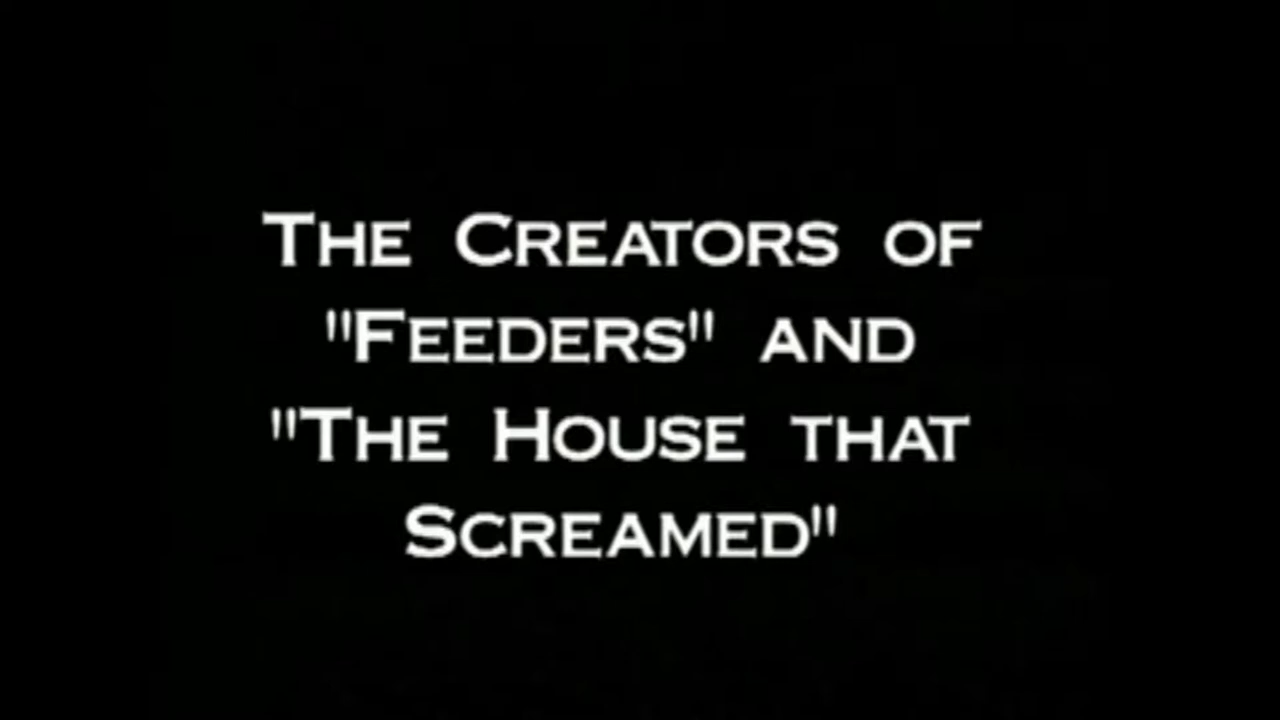 The Creators of
"Feeders" and
"The House that
Screamed"